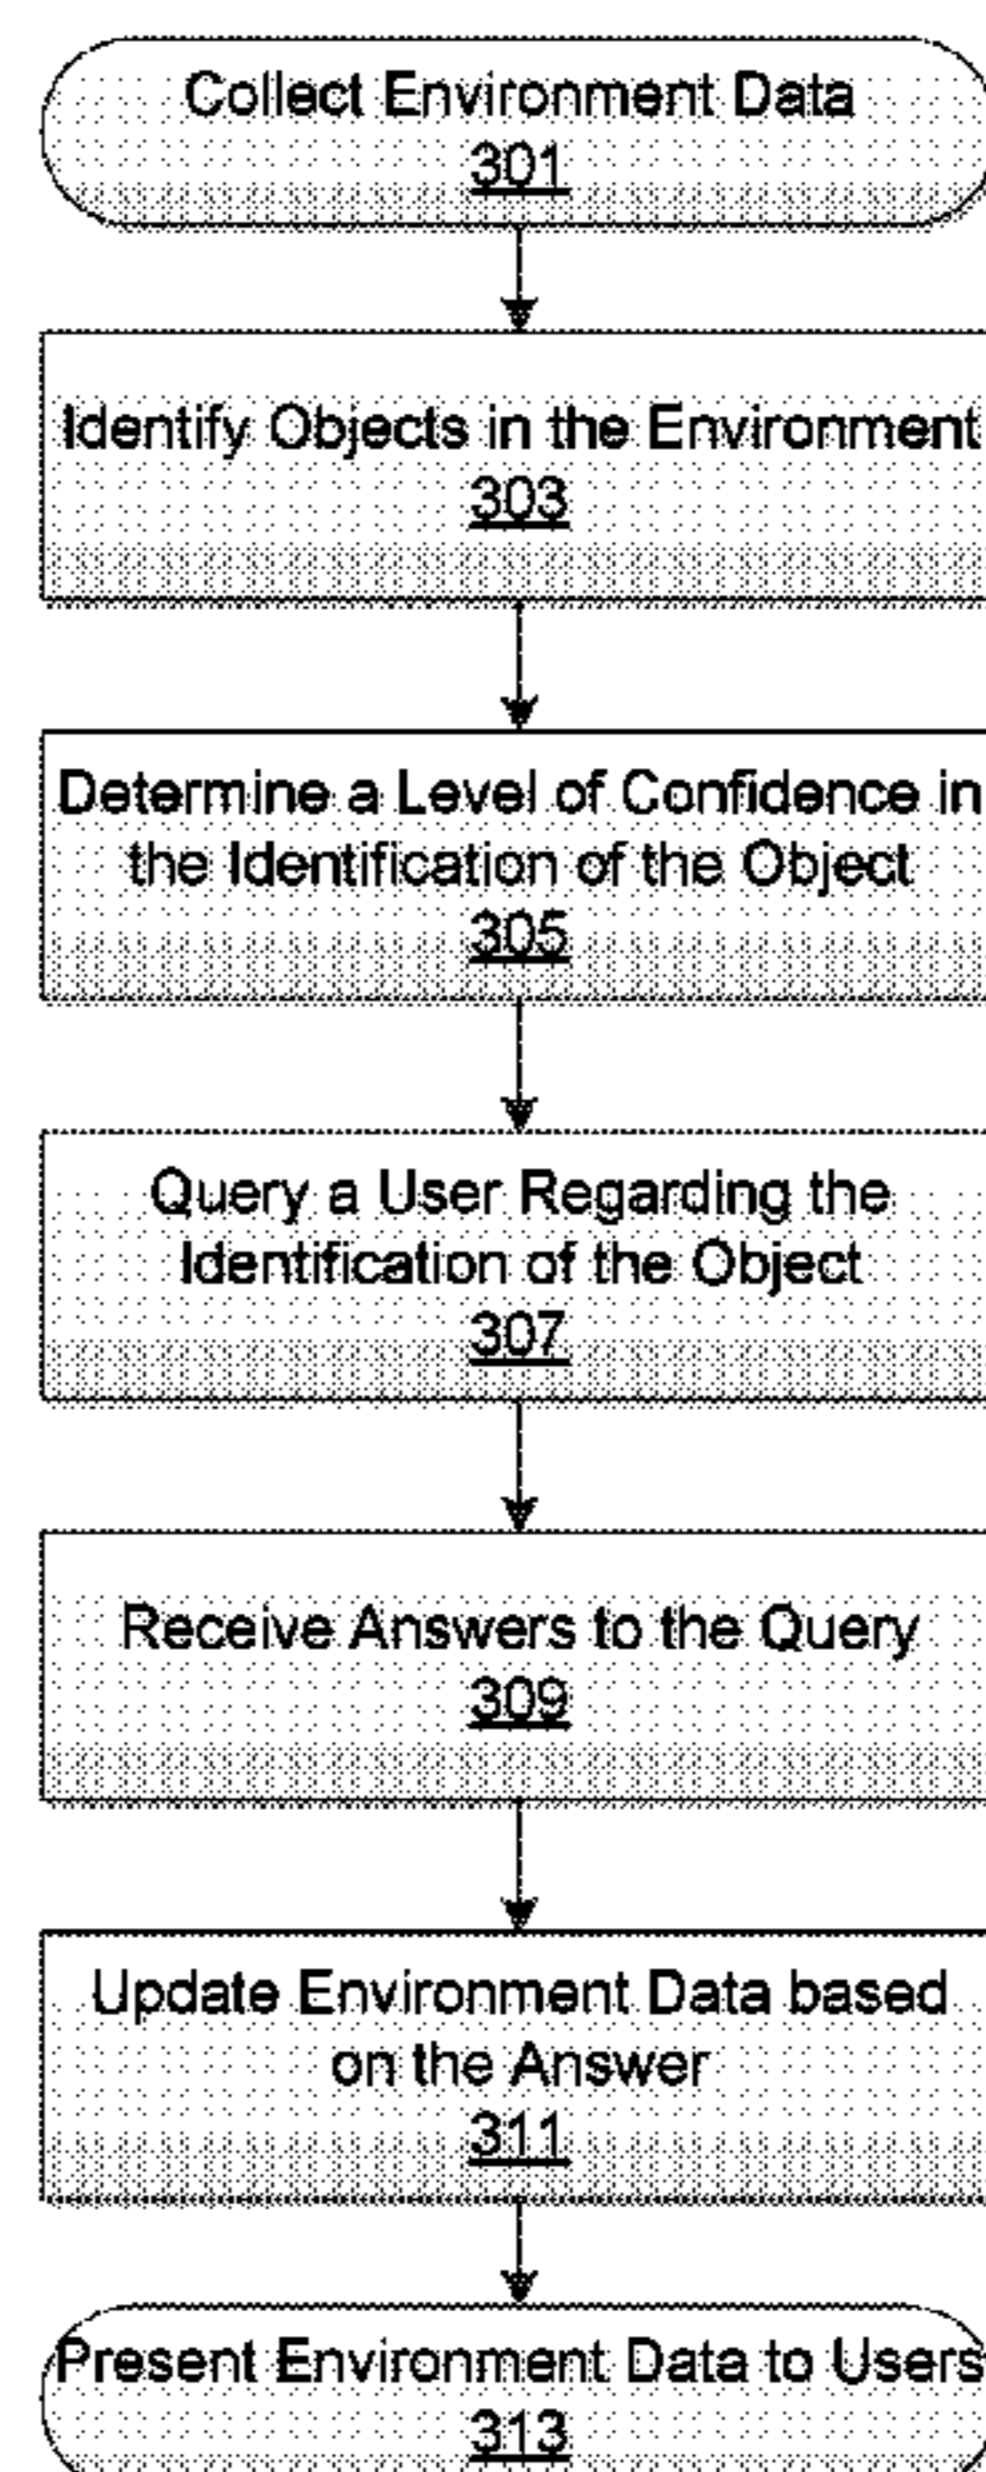 Collect Environment Data
301
Identify Objects in the Environment
303
Determine a Level of Confidence in
the Identification of the Object
305
Query a User Regarding the
Identification of the Object
307
Receive Answers to the Query
309
Update Environment Data based
on the Answer
311
Present Environment Data to Users
313